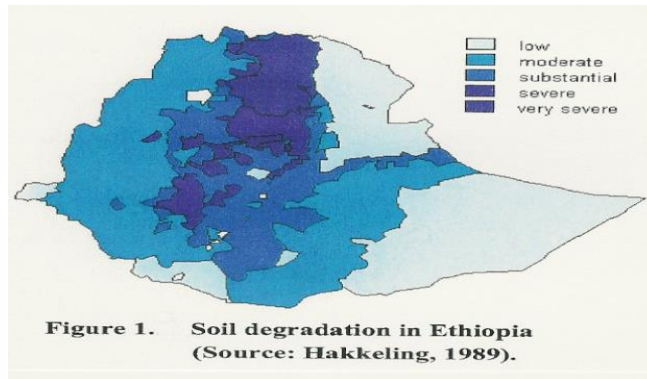 low
moderate
substantial
severe
very severe
Figure 1. Soil degradation in Ethiopia
(Source: Hakkeling, 1989).